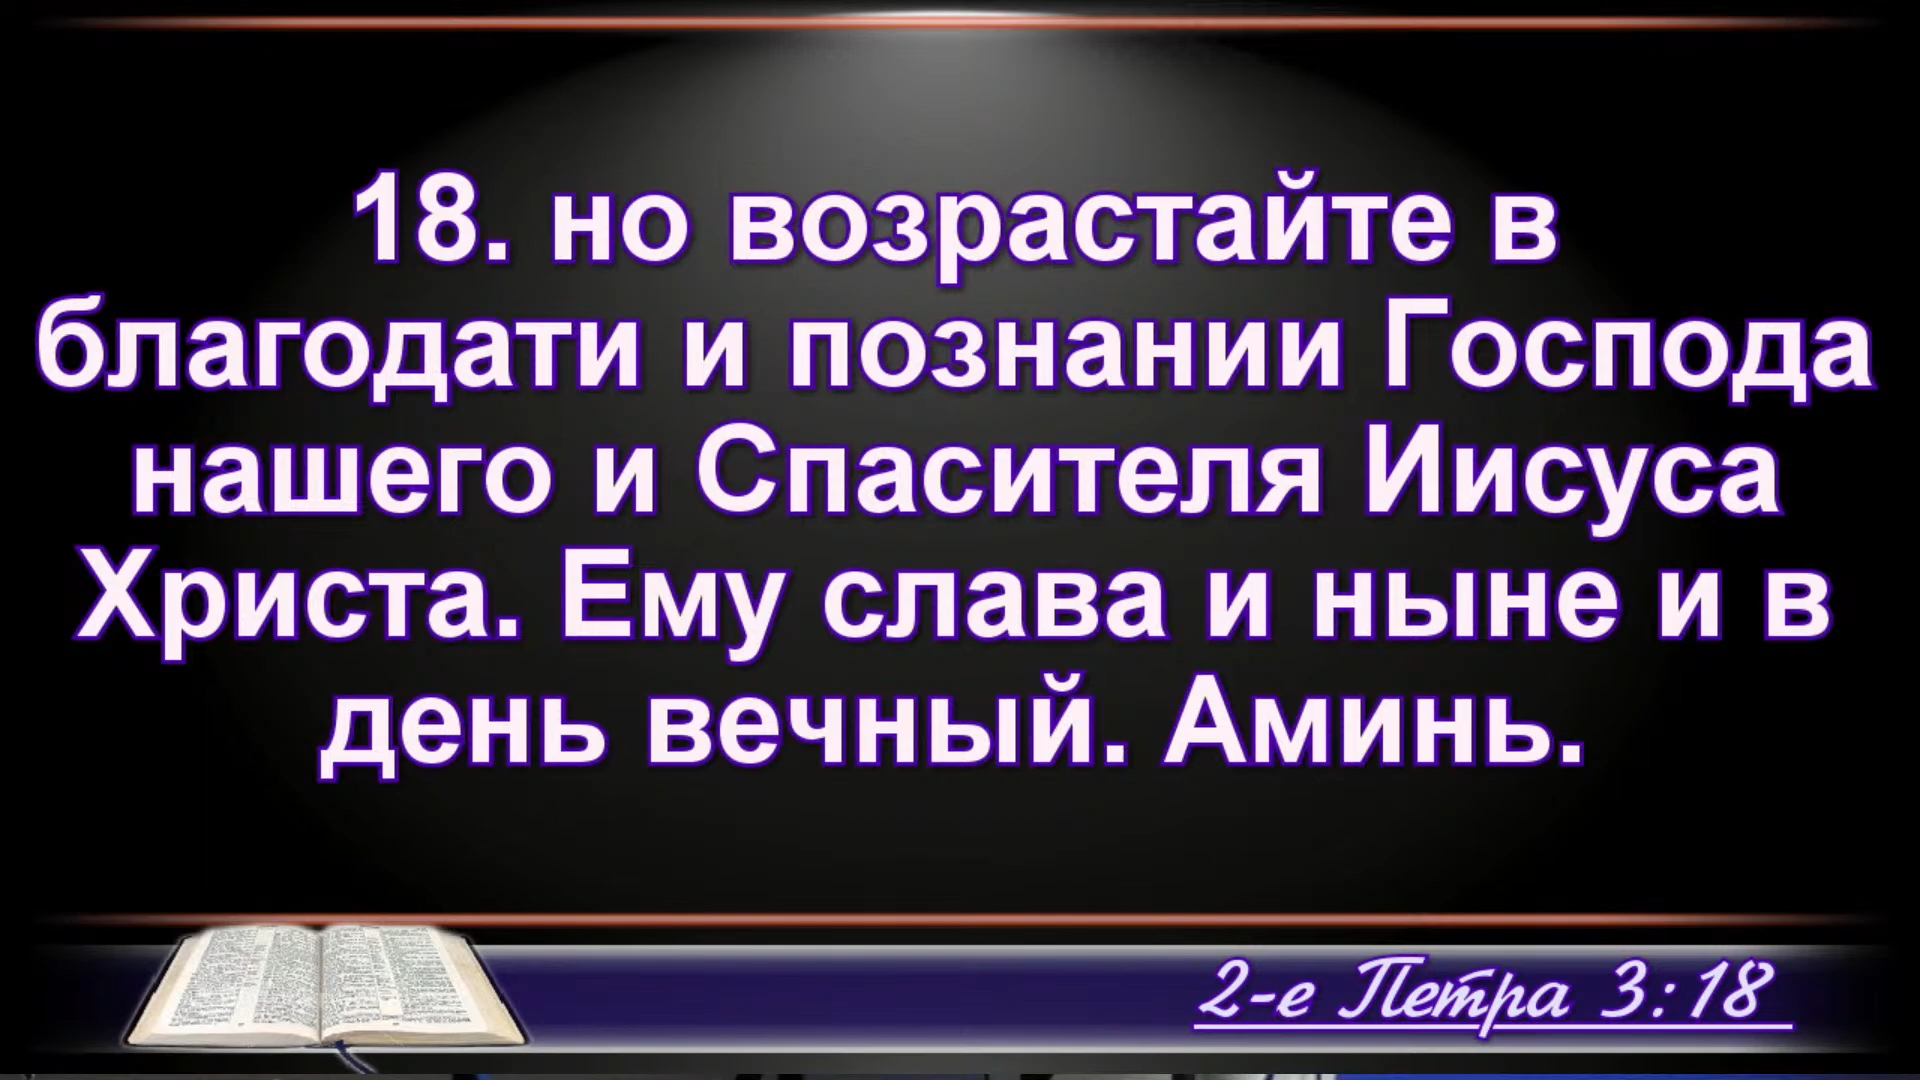 18. но возрастайте в
благодати и познании Господа
нашего и Спасителя Иисуса
Христа. Ему слава и ныне и в
день вечный. Аминь.
2-е Петра 3:18